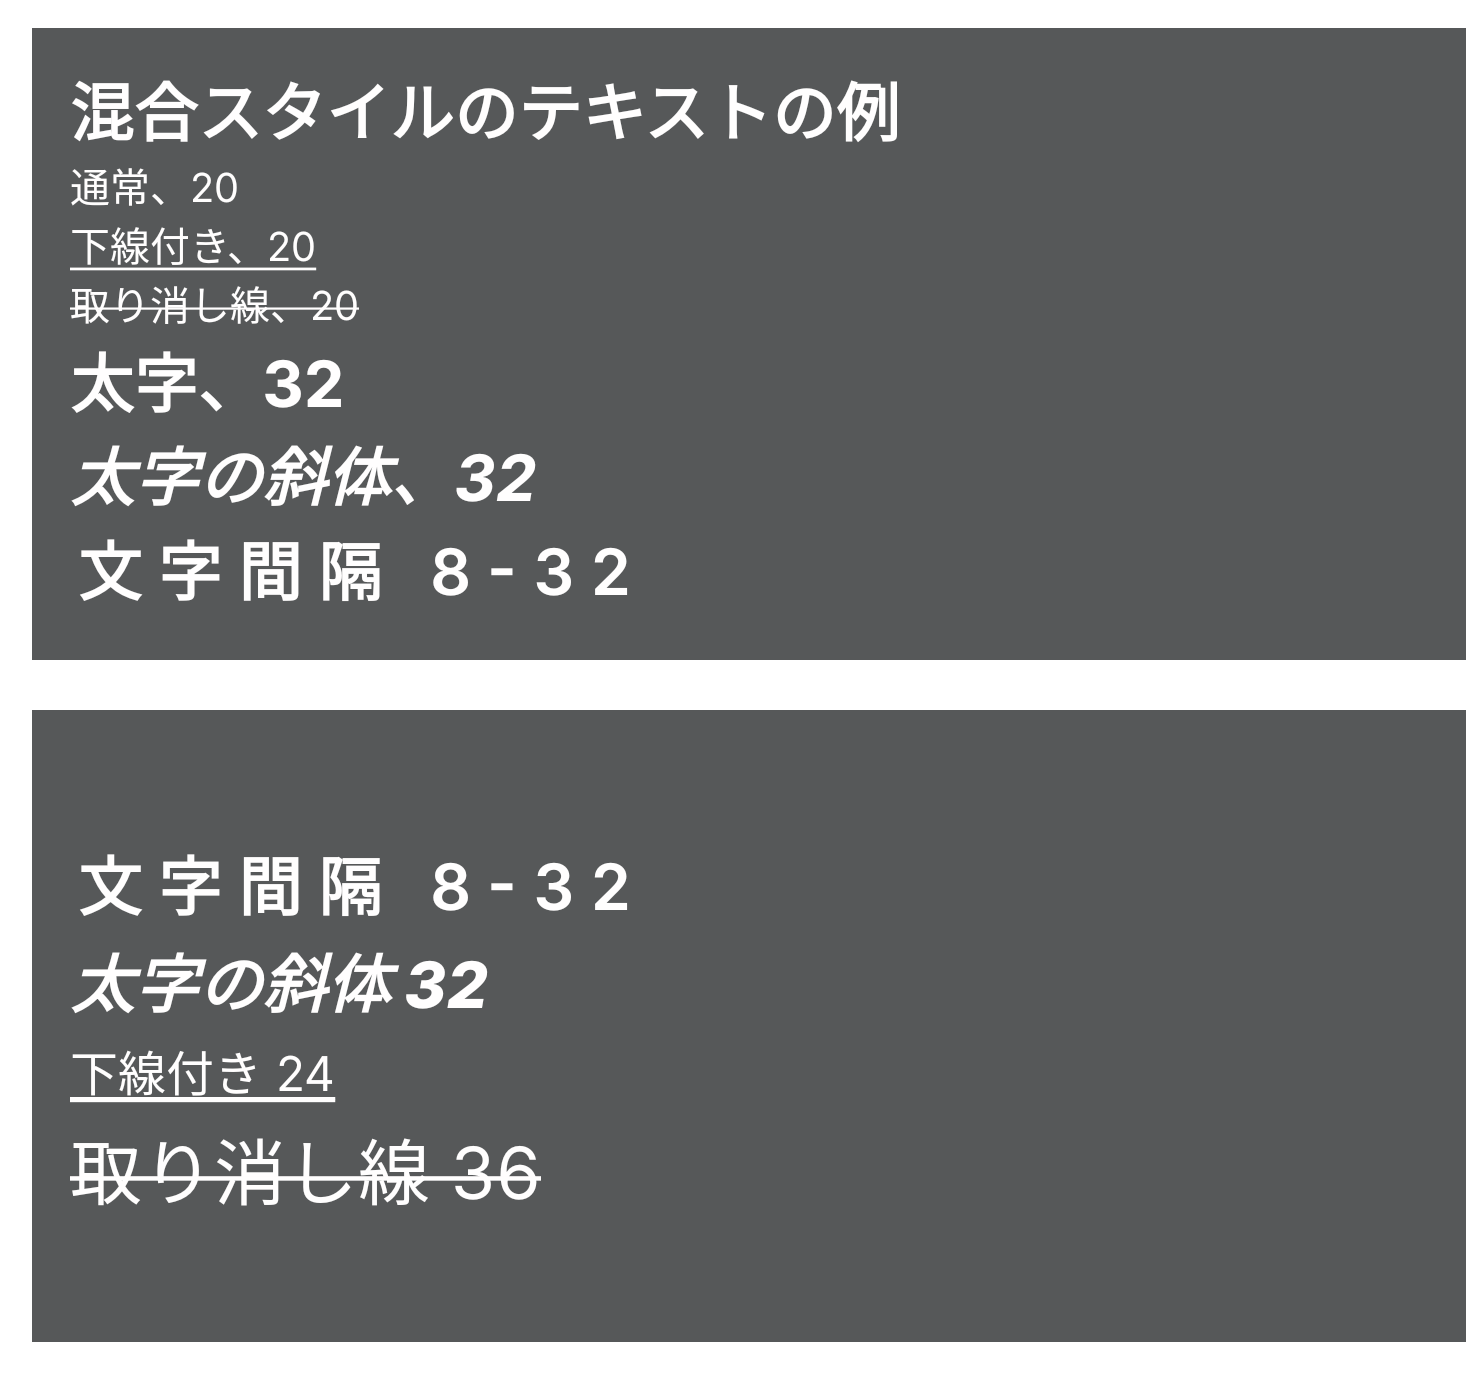 混合スタイルのテキストの例
通常、20
下線付き、20
取り消し線、20
太字、32
太字の斜体、32
文字間隔 8-32
文字間隔 8-32
太字の斜体 32
下線付き 24
取り消し線 36